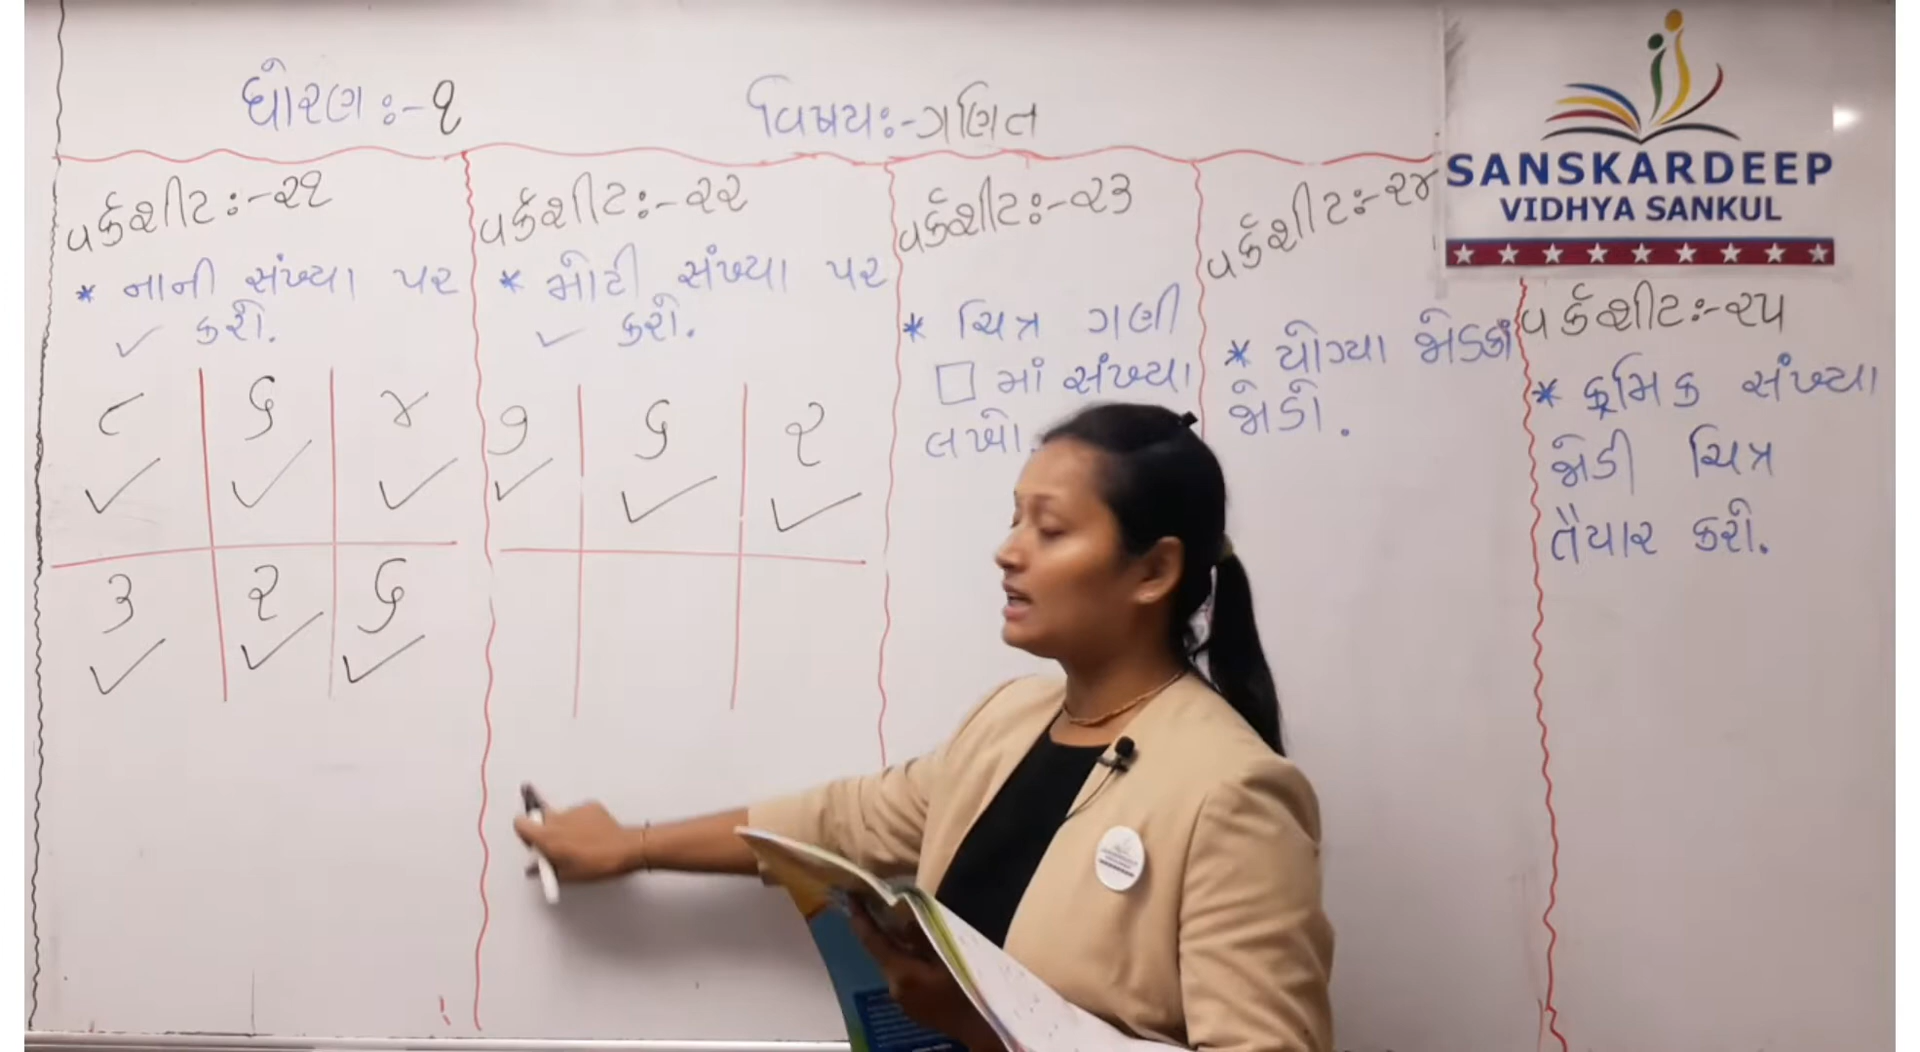 ધોરણ:-૧
વિષય:-ગણિત
વર્કશીટ:-૨૧
* નાની સંખ્યા પર
✓ કરો.
૮ ૬ ૪
✓ ✓ ✓
૩ ૨ ૬
✓ ✓ ✓
વર્કશીટ:-૨૨
* મોટી સંખ્યા પર
✓ કરો.
૭ ૬ ૨
✓ ✓ ✓
વર્કશીટ:-૨૩
* ચિત્ર ગણી
□ માં સંખ્યા
લખો.
વર્કશીટ:-૨૪
* યોગ્યા જોડકાં
જોડો.
SANSKARDEEP
VIDHYA SANKUL
વર્કશીટ:-૨૫
* ક્રમિક સંખ્યા
જોડી ચિત્ર
તૈયાર કરો.